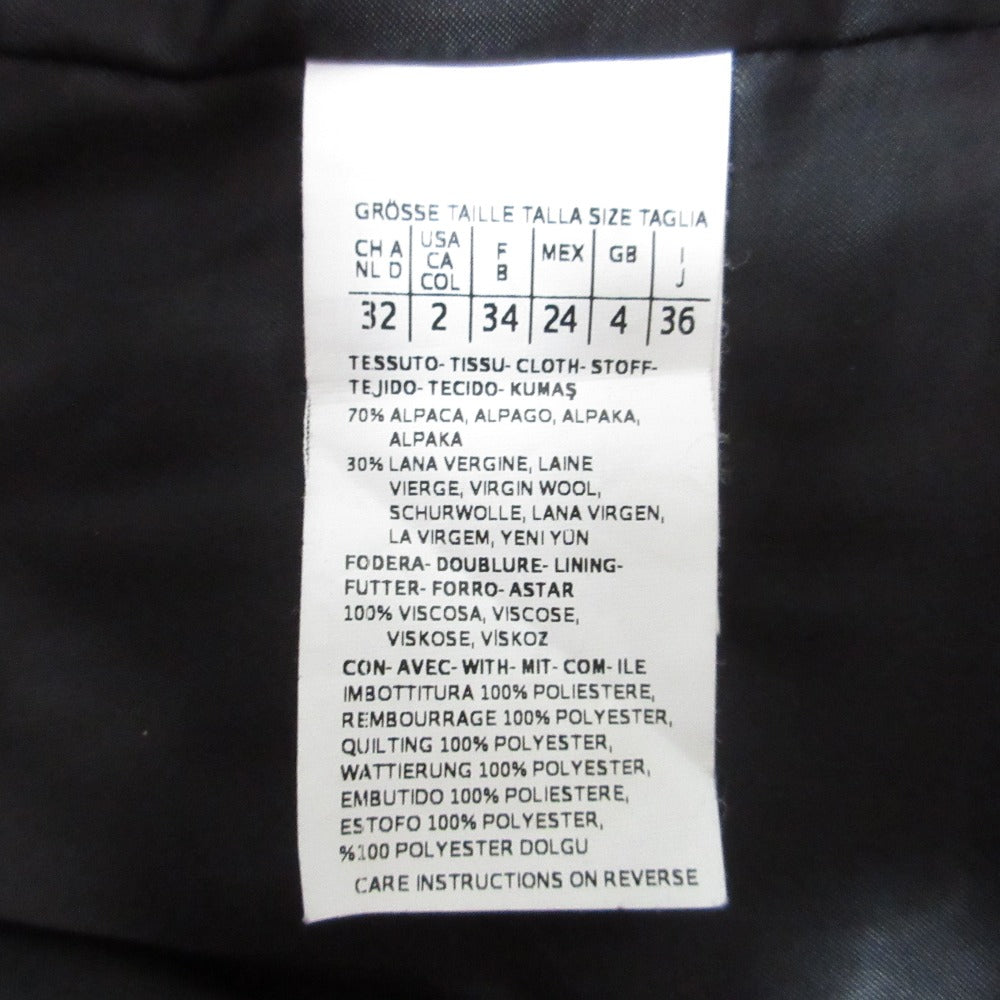 GRÖSSE TAILLE TALLA SIZE TAGLIA
CH A NL D USA CA COL F B MEX GB I J
32 2 34 24 4 36
TESSUTO- TISSU- CLOTH- STOFF-
TEJIDO- TECIDO- KUMAŞ
70% ALPACA, ALPAGO, ALPAKA,
ALPAKA
30% LANA VERGINE, LAINE
VIERGE, VIRGIN WOOL,
SCHURWOLLE, LANA VIRGEN,
LA VIRGEM, YENI YÜN
FODERA- DOUBLURE- LINING-
FUTTER- FORRO- ASTAR
100% VISCOSA, VISCOSE,
VISKOSE, VİSKOZ
CON- AVEC- WITH- MIT- COM- ILE
IMBOTTITURA 100% POLIESTERE,
REMBOURRAGE 100% POLYESTER,
QUILTING 100% POLYESTER,
WATTIERUNG 100% POLYESTER,
EMBUTIDO 100% POLIESTERE,
ESTOFO 100% POLYESTER,
%100 POLYESTER DOLGU
CARE INSTRUCTIONS ON REVERSE